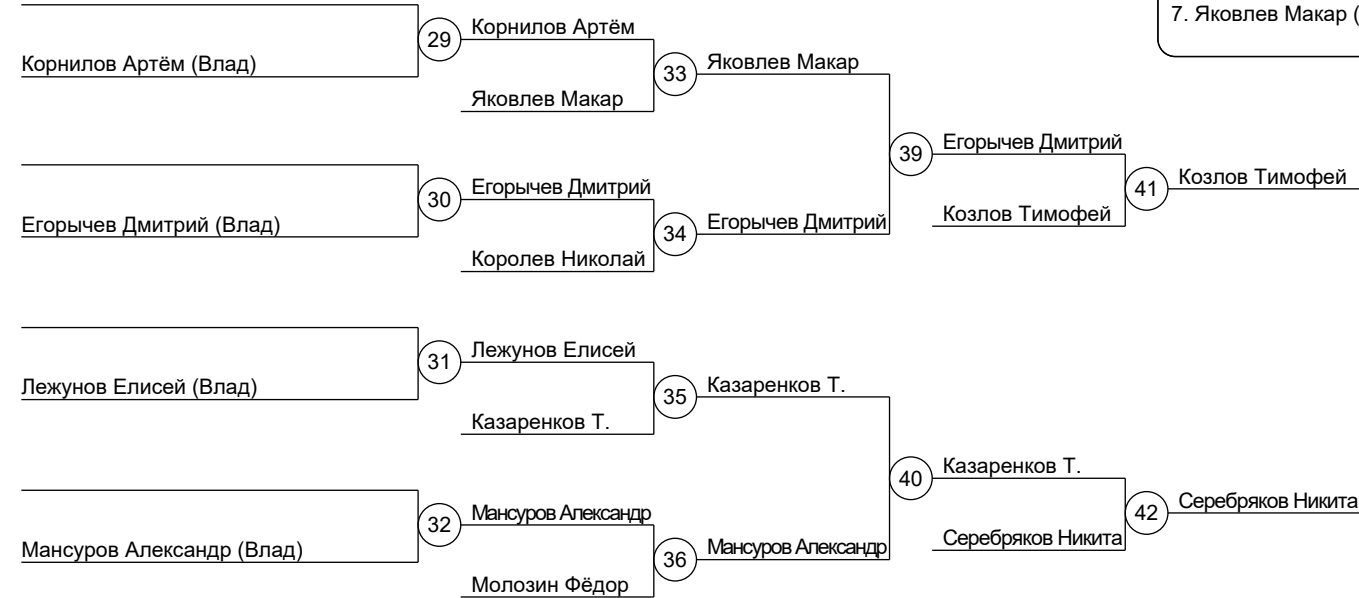 7. Яковлев Макар (
29
Корнилов Артём
Корнилов Артём (Влад)
33
Яковлев Макар
Яковлев Макар
39
Егорычев Дмитрий
30
Егорычев Дмитрий
41
Козлов Тимофей
Егорычев Дмитрий (Влад)
34
Егорычев Дмитрий
Козлов Тимофей
Королев Николай
31
Лежунов Елисей
Лежунов Елисей (Влад)
35
Казаренков Т.
Казаренков Т.
40
Казаренков Т.
32
Мансуров Александр
42
Серебряков Никита
Мансуров Александр (Влад)
36
Мансуров Александр
Серебряков Никита
Молозин Фёдор